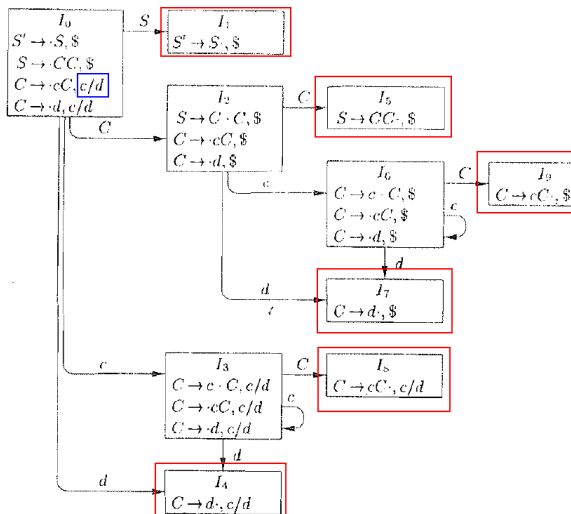 I₀
S' → ·S, $
S → ·CC, $
C → ·cC, c/d
C → ·d, c/d
S
I₁
S' → S·, $
C
I₂
S → C·C, $
C → ·cC, $
C → ·d, $
C
I₅
S → CC·, $
c
I₆
C → c·C, $
C → ·cC, $
C → ·d, $
C
I₉
C → cC·, $
c
d
d
I₇
C → d·, $
c
I₃
C → c·C, c/d
C → ·cC, c/d
C → ·d, c/d
C
I₈
C → cC·, c/d
c
d
d
I₄
C → d·, c/d